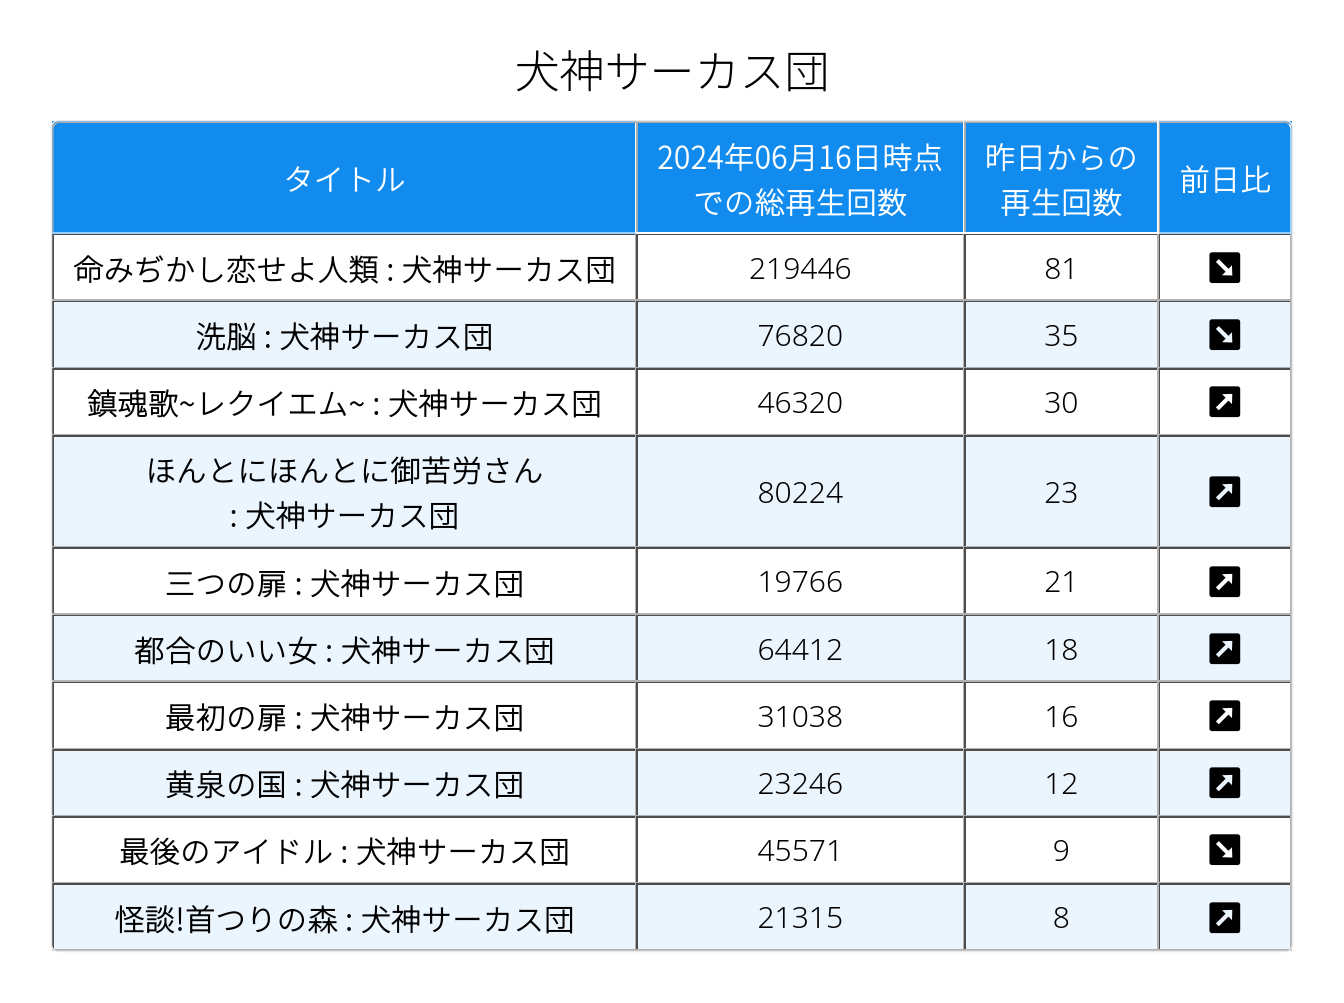 犬神サーカス団
タイトル
2024年06月16日時点
での総再生回数
昨日からの
再生回数
前日比
命みぢかし恋せよ人類 : 犬神サーカス団 219446 81 ↘
洗脳 : 犬神サーカス団 76820 35 ↘
鎮魂歌~レクイエム~ : 犬神サーカス団 46320 30 ↗
ほんとにほんとに御苦労さん
: 犬神サーカス団 80224 23 ↗
三つの扉 : 犬神サーカス団 19766 21 ↗
都合のいい女 : 犬神サーカス団 64412 18 ↗
最初の扉 : 犬神サーカス団 31038 16 ↗
黄泉の国 : 犬神サーカス団 23246 12 ↗
最後のアイドル : 犬神サーカス団 45571 9 ↘
怪談!首つりの森 : 犬神サーカス団 21315 8 ↗